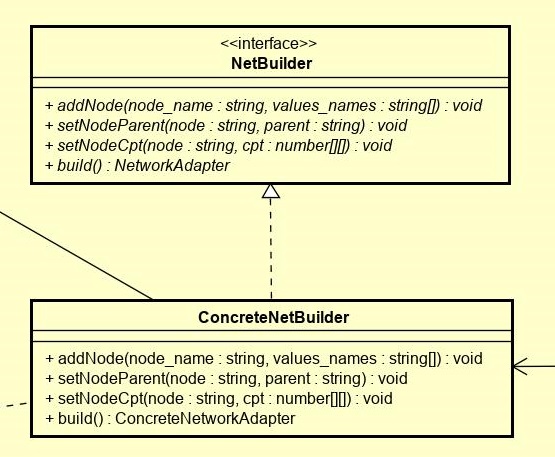 <<interface>>
NetBuilder
+ addNode(node_name : string, values_names : string[]) : void
+ setNodeParent(node : string, parent : string) : void
+ setNodeCpt(node : string, cpt : number[][]) : void
+ build() : NetworkAdapter
ConcreteNetBuilder
+ addNode(node_name : string, values_names : string[]) : void
+ setNodeParent(node : string, parent : string) : void
+ setNodeCpt(node : string, cpt : number[][]) : void
+ build() : ConcreteNetworkAdapter